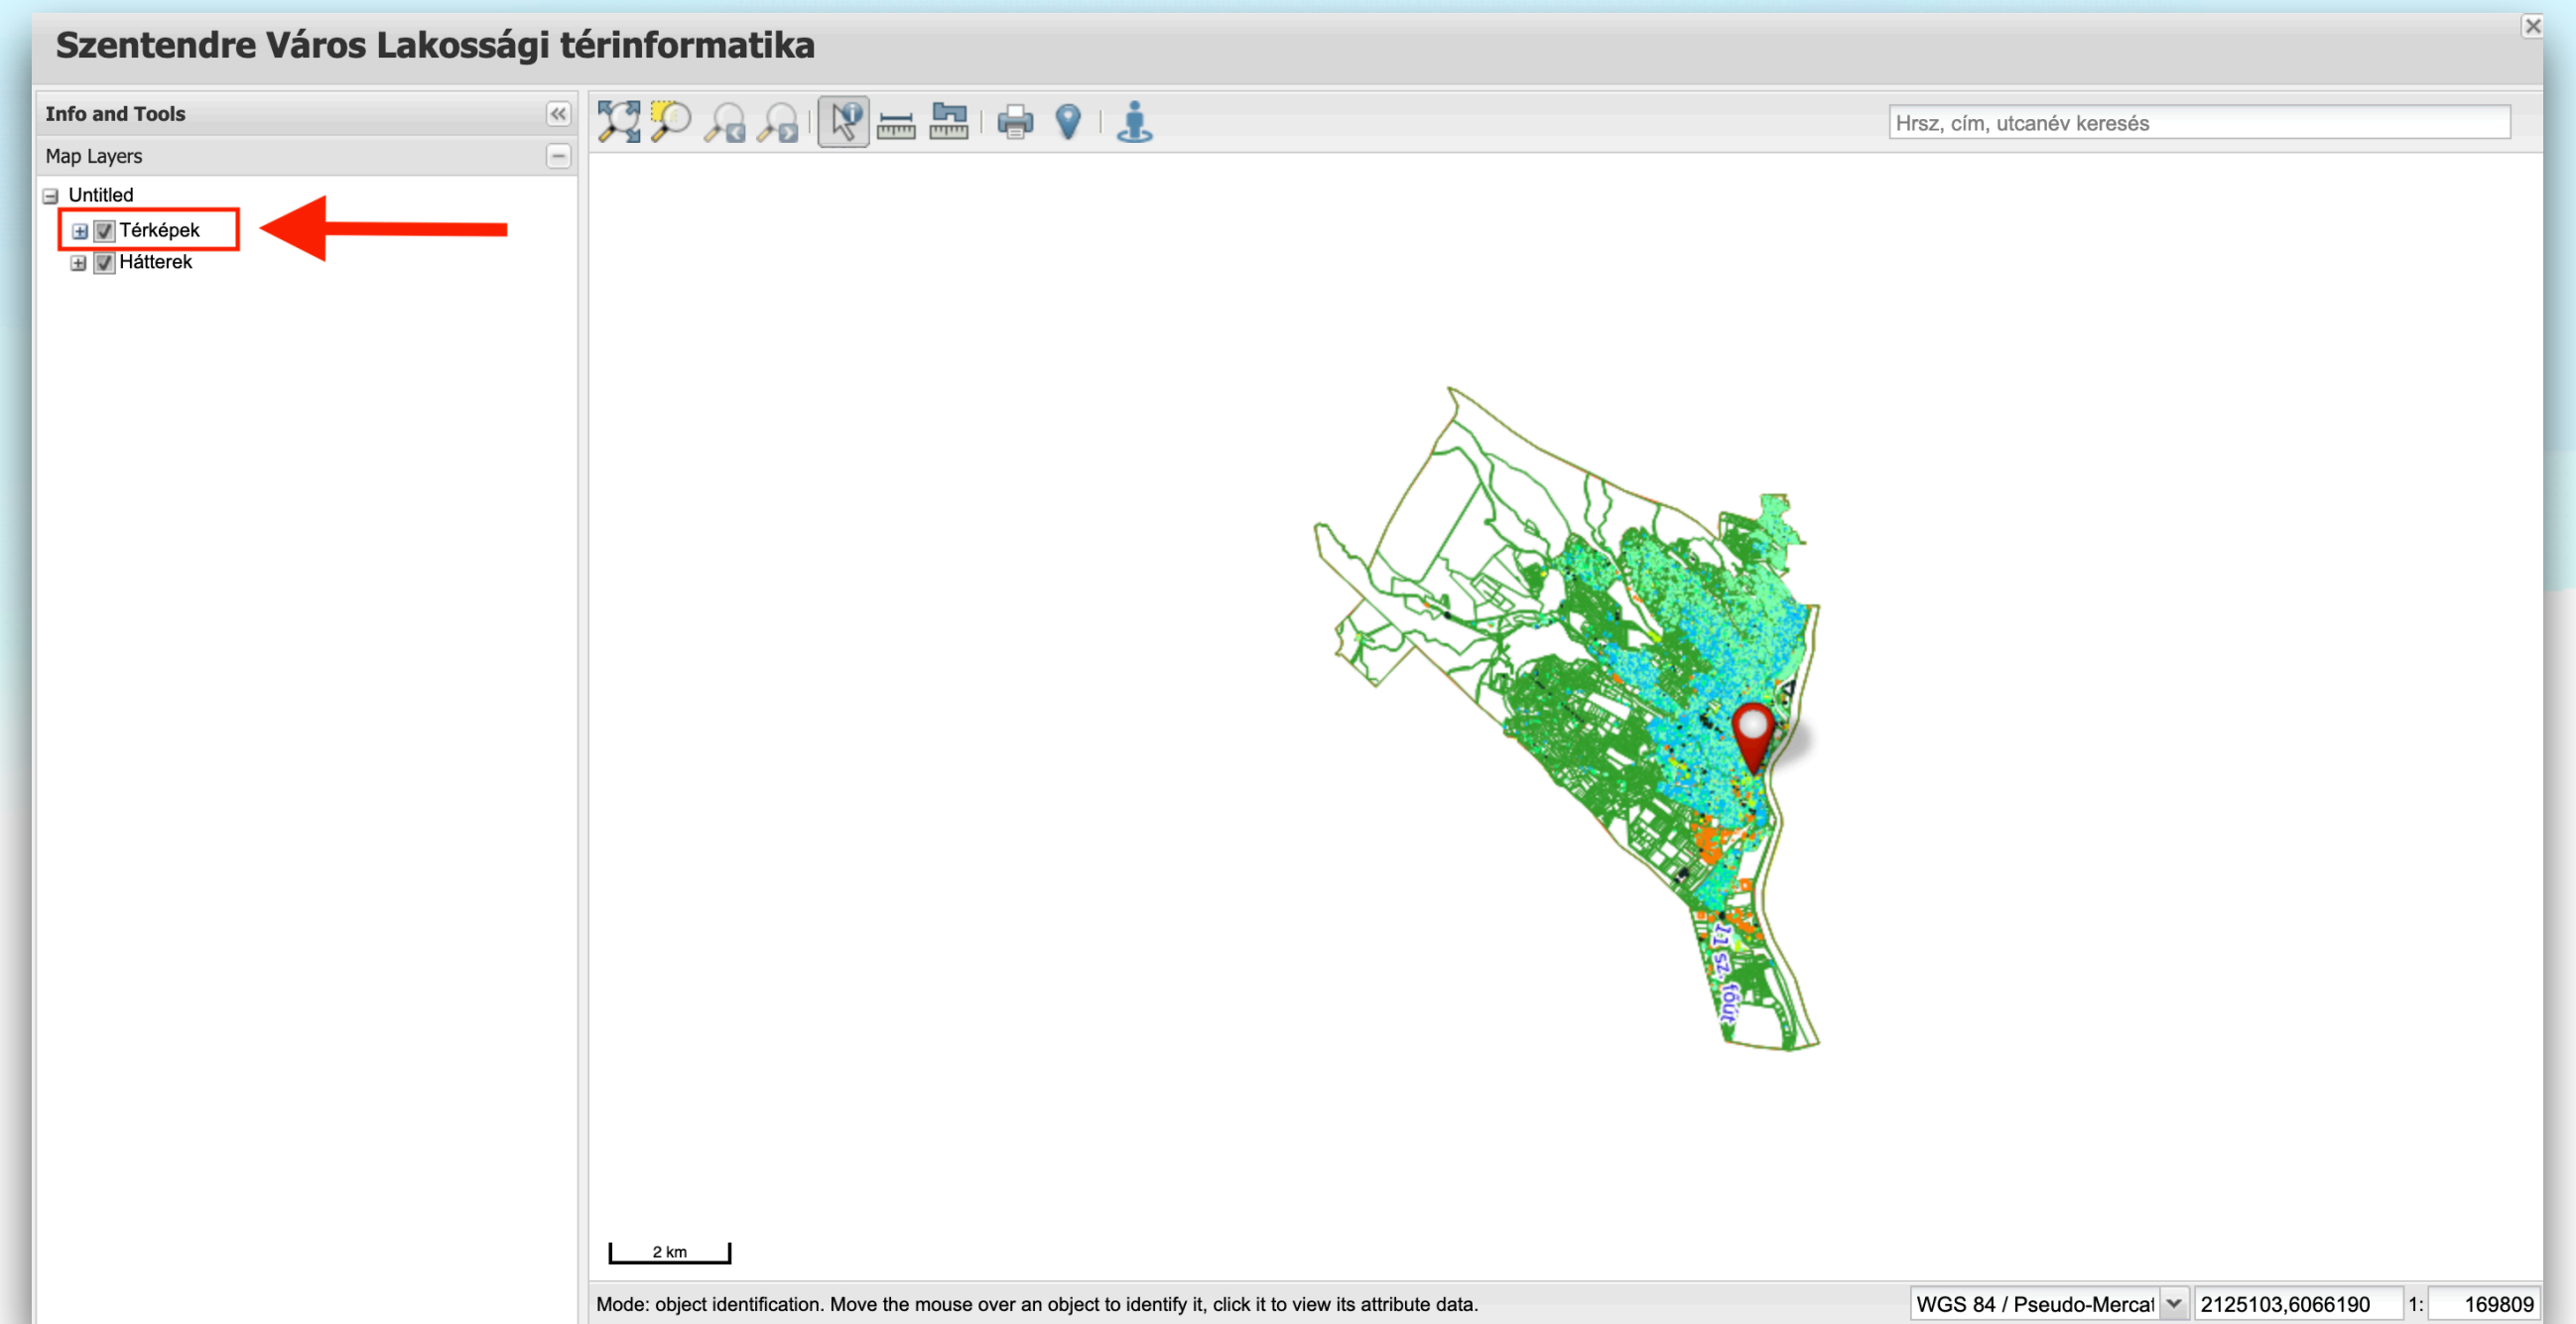 Szentendre Város Lakossági térinformatika
Info and Tools
Hrsz, cím, utcanév keresés
Map Layers
Untitled
Térképek
Hátterek
11 sz. főút
2 km
Mode: object identification. Move the mouse over an object to identify it, click it to view its attribute data.
WGS 84 / Pseudo-Mercat
2125103,6066190
1: 169809